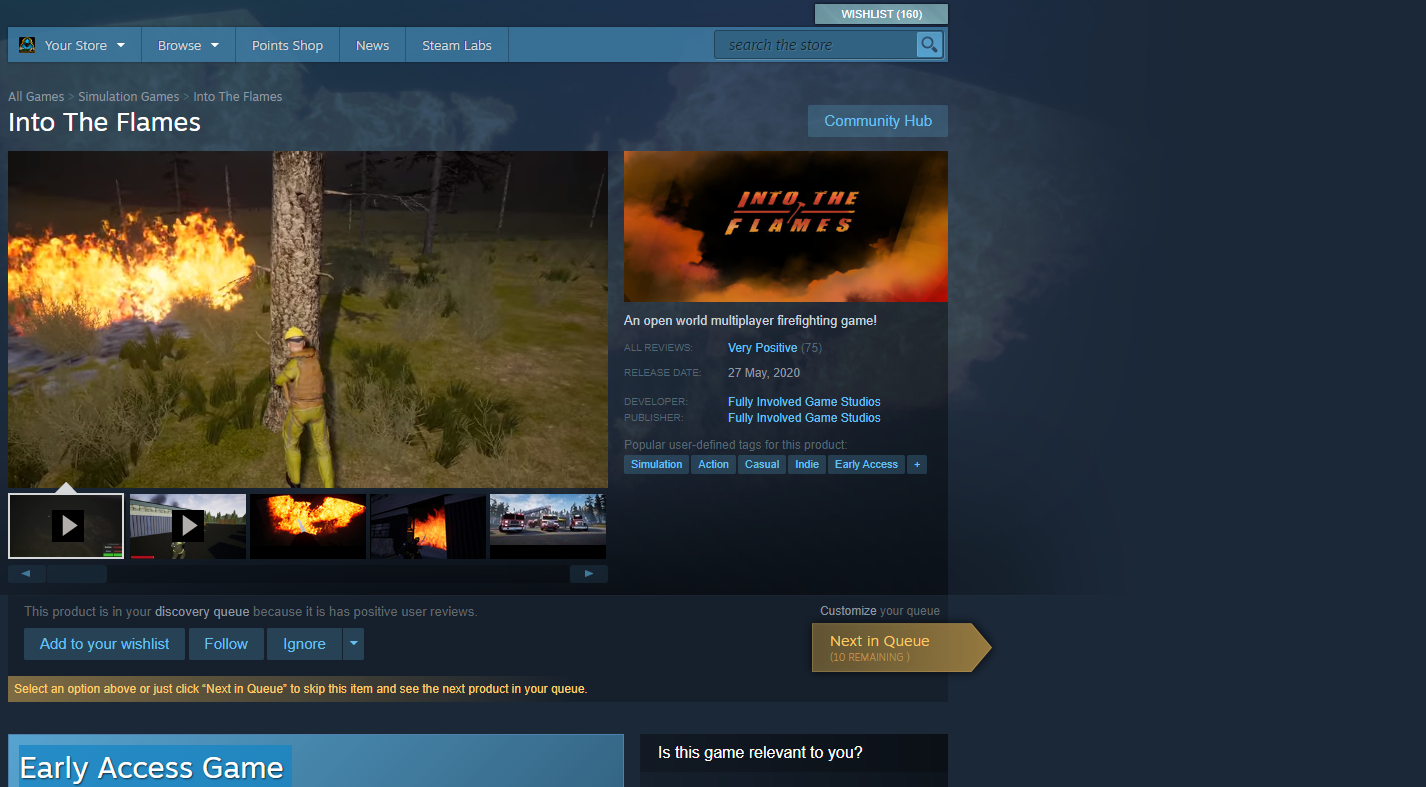 WISHLIST (160)
Your Store
Browse
Points Shop
News
Steam Labs
search the store
All Games > Simulation Games > Into The Flames
Into The Flames
Community Hub
INTO THE
FLAMES
An open world multiplayer firefighting game!
ALL REVIEWS: Very Positive (75)
RELEASE DATE: 27 May, 2020
DEVELOPER: Fully Involved Game Studios
PUBLISHER: Fully Involved Game Studios
Popular user-defined tags for this product:
Simulation Action Casual Indie Early Access +
This product is in your discovery queue because it is has positive user reviews.
Customize your queue
Add to your wishlist
Follow
Ignore
Next in Queue
(10 REMAINING )
Select an option above or just click “Next in Queue” to skip this item and see the next product in your queue.
Early Access Game
Is this game relevant to you?